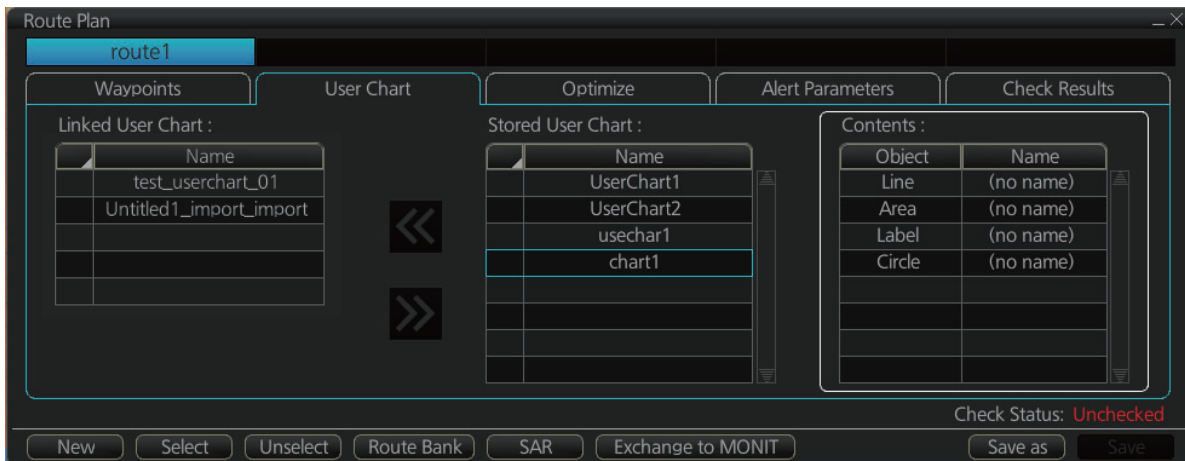 Route Plan
route1
Waypoints User Chart Optimize Alert Parameters Check Results
Linked User Chart : Stored User Chart : Contents :
Name Name Object Name
test_userchart_01 UserChart1 Line (no name)
Untitled1_import_import UserChart2 Area (no name)
usechar1 Label (no name)
chart1 Circle (no name)
Check Status: Unchecked
New Select Unselect Route Bank SAR Exchange to MONIT Save as Save